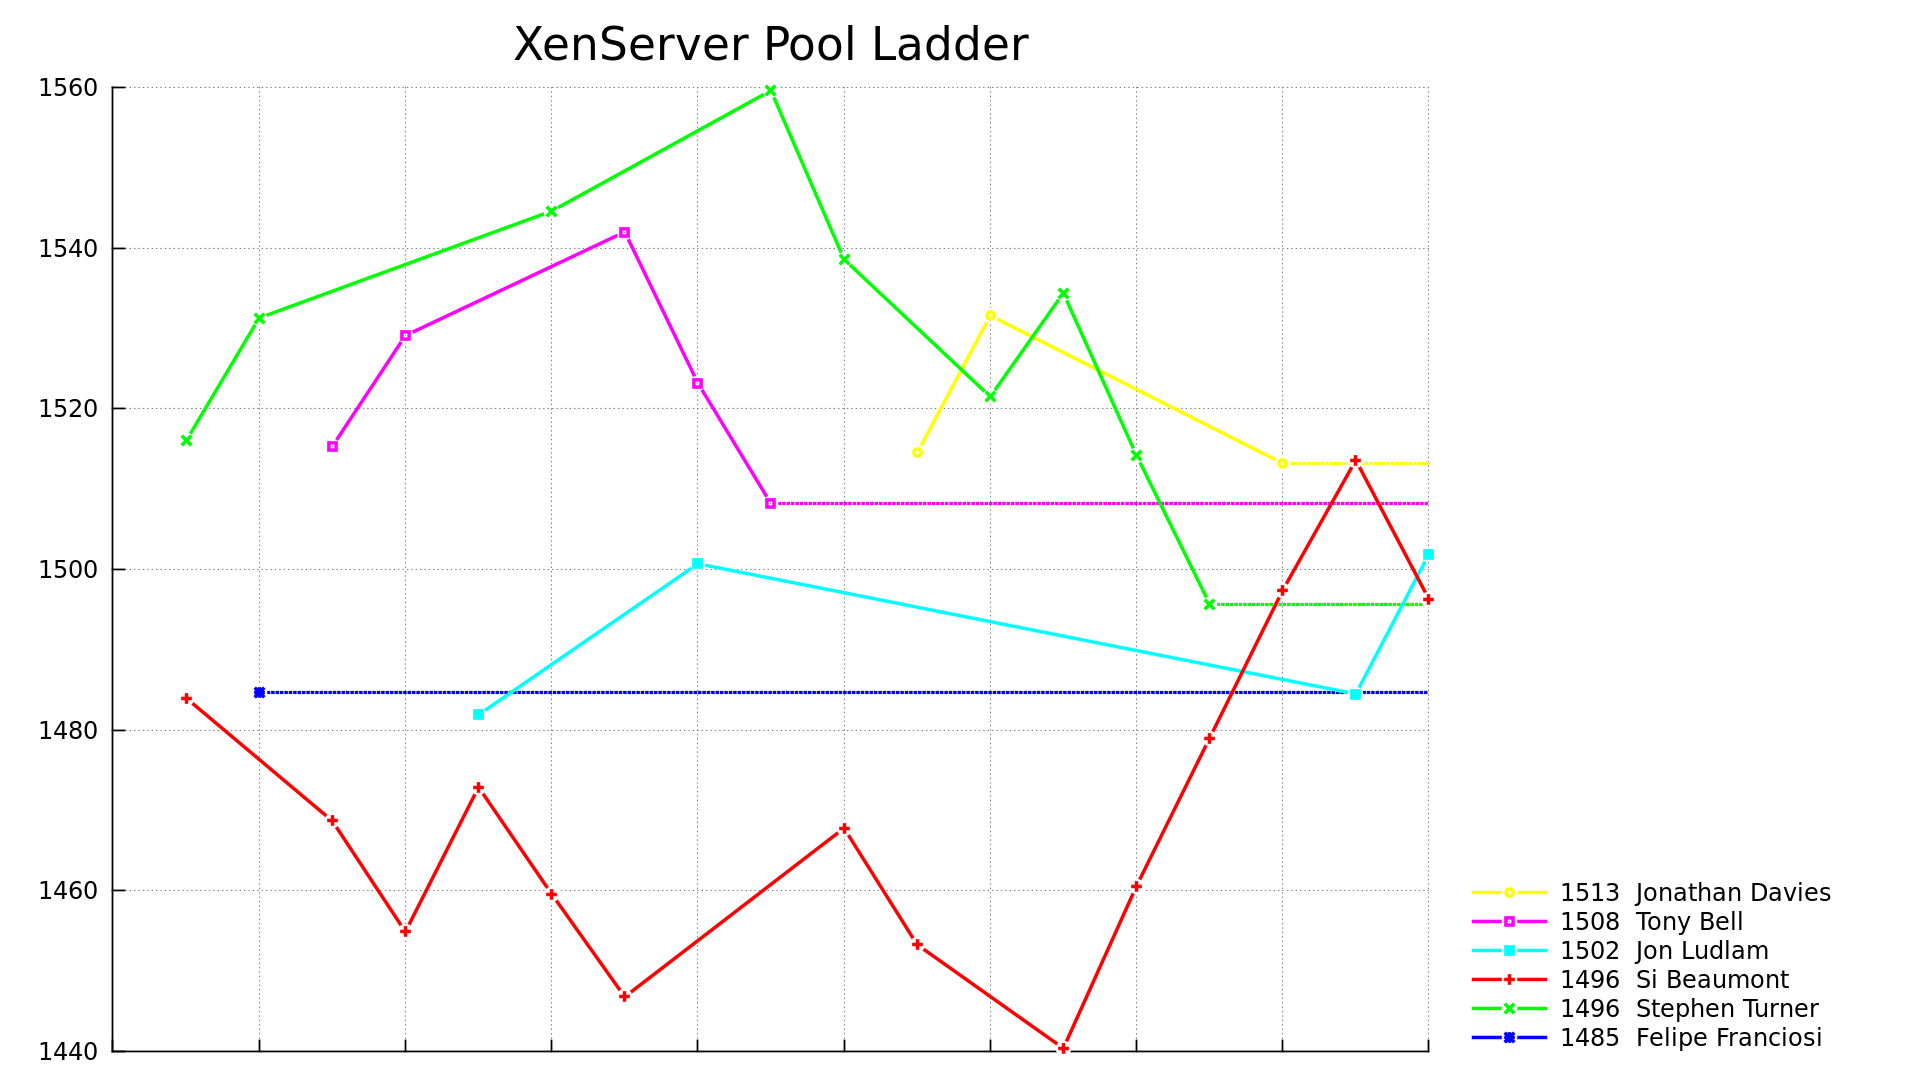 XenServer Pool Ladder
1560
1540
1520
1500
1480
1460
1440
1513 Jonathan Davies
1508 Tony Bell
1502 Jon Ludlam
1496 Si Beaumont
1496 Stephen Turner
1485 Felipe Franciosi